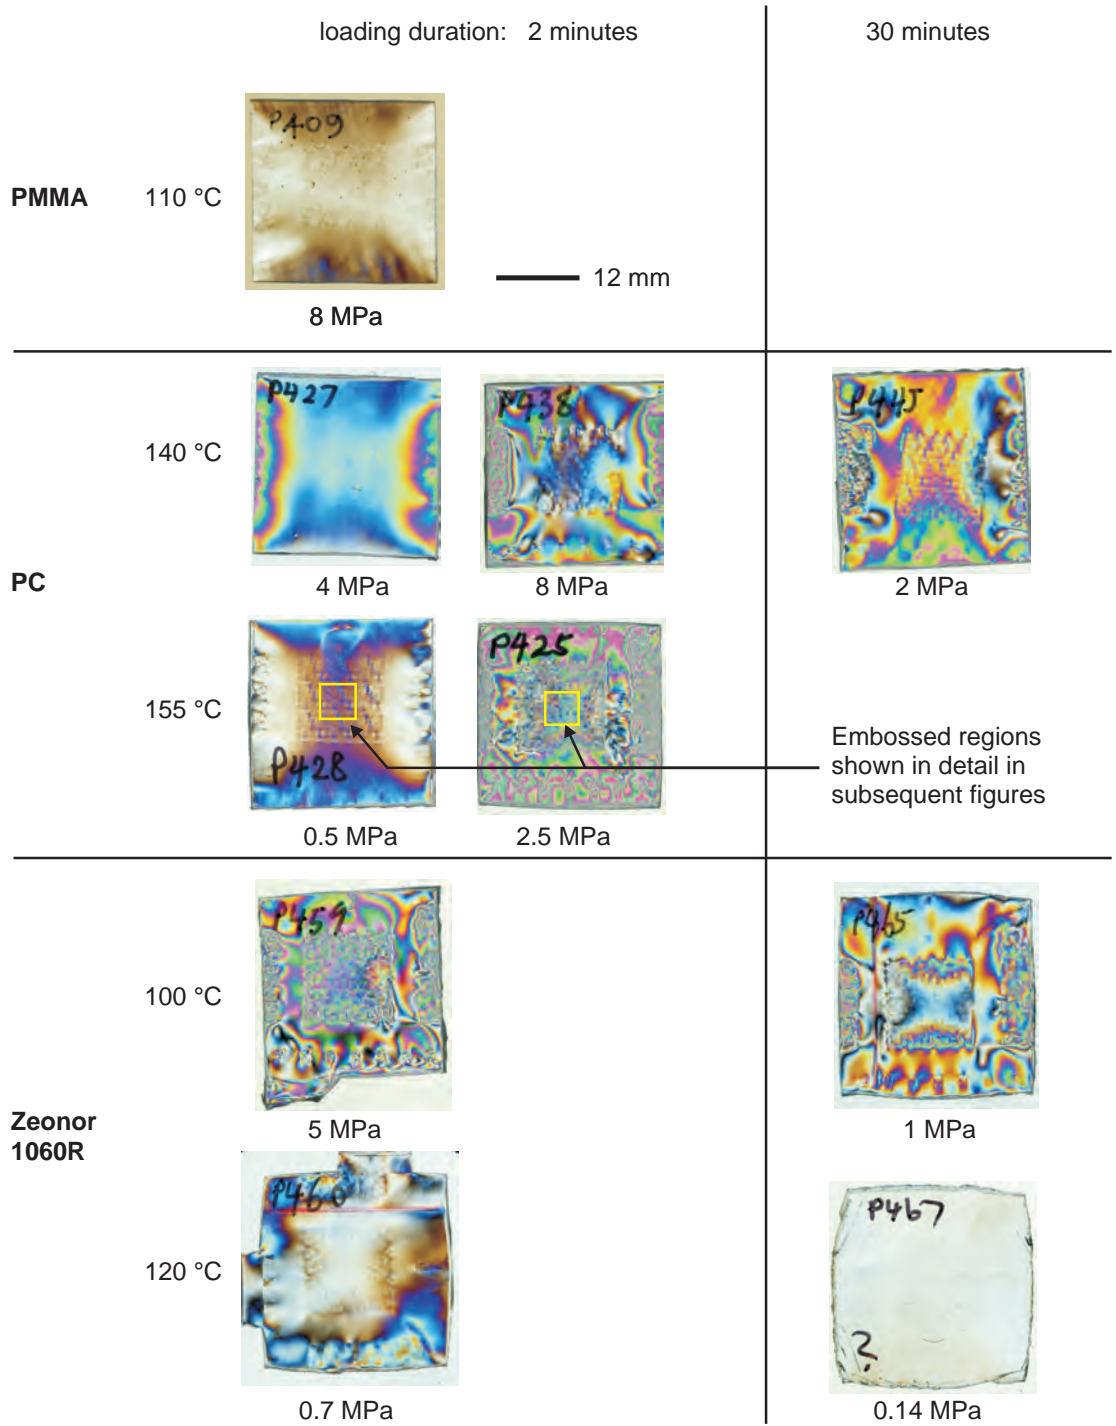 loading duration: 2 minutes
30 minutes
P409
PMMA
110 °C
12 mm
8 MPa
P427
P438
P445
140 °C
4 MPa
8 MPa
2 MPa
PC
P425
155 °C
P428
Embossed regions
shown in detail in
subsequent figures
0.5 MPa
2.5 MPa
P459
P465
100 °C
5 MPa
1 MPa
Zeonor
1060R
P460
P467
120 °C
?
0.7 MPa
0.14 MPa